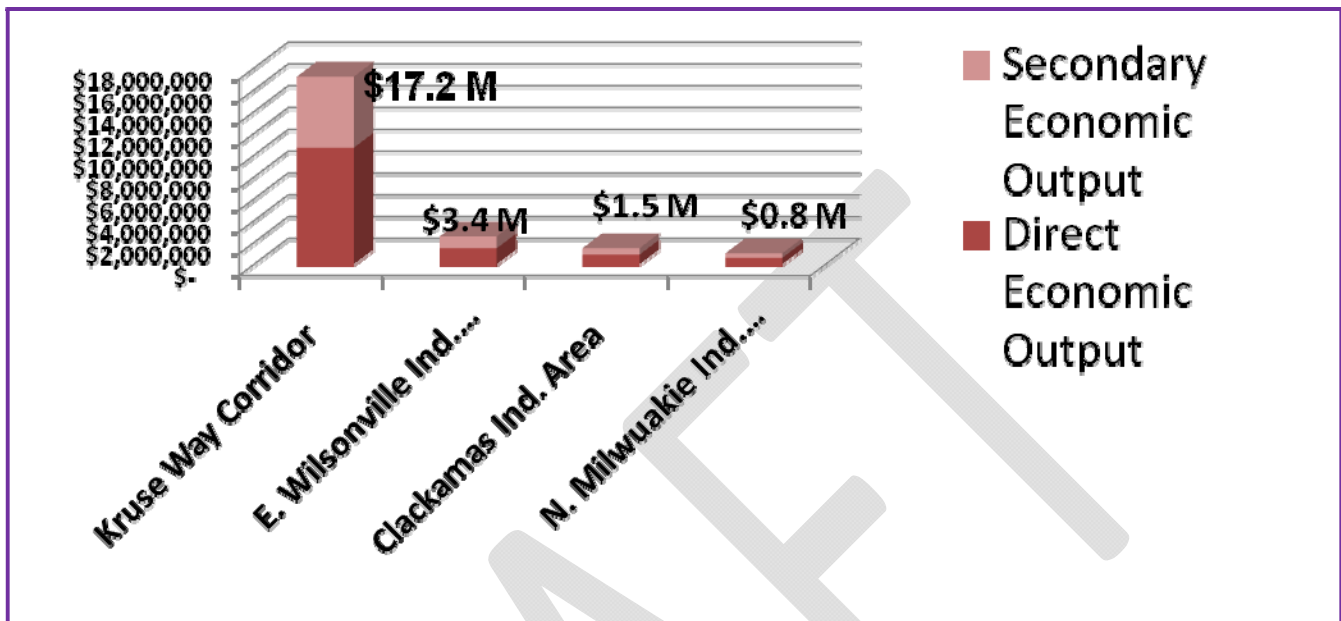 $18,000,000
$16,000,000
$14,000,000
$12,000,000
$10,000,000
$8,000,000
$6,000,000
$4,000,000
$2,000,000
$-
$17.2 M
$3.4 M
$1.5 M
$0.8 M
Kruse Way Corridor
E. Wilsonville Ind....
Clackamas Ind. Area
N. Milwuakie Ind....
Secondary
Economic
Output
Direct
Economic
Output